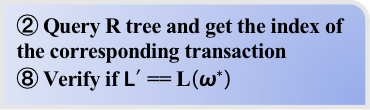 ② Query R tree and get the index of
the corresponding transaction
⑧ Verify if L′ == L(ω*)